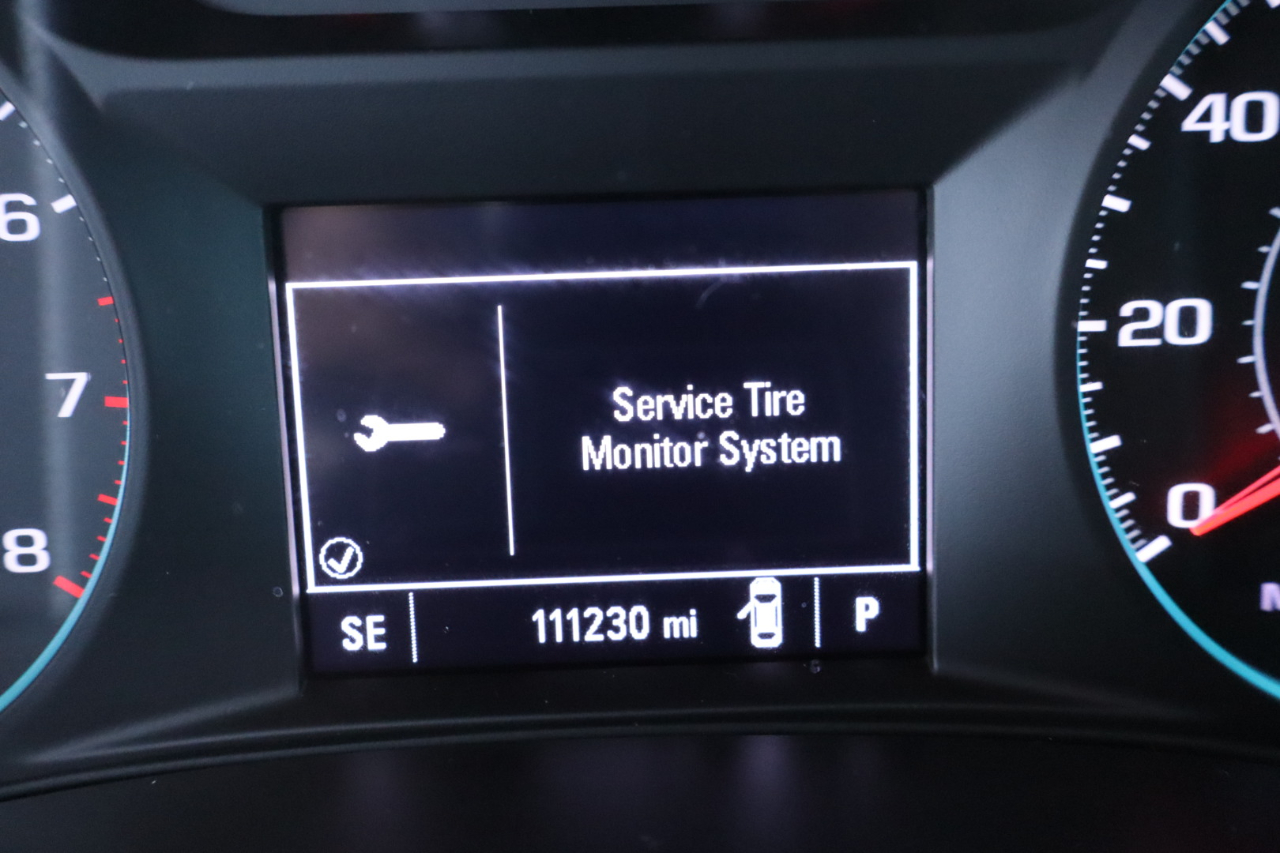 6
7
8
40
20
0
Service Tire
Monitor System
SE
111230 mi
P